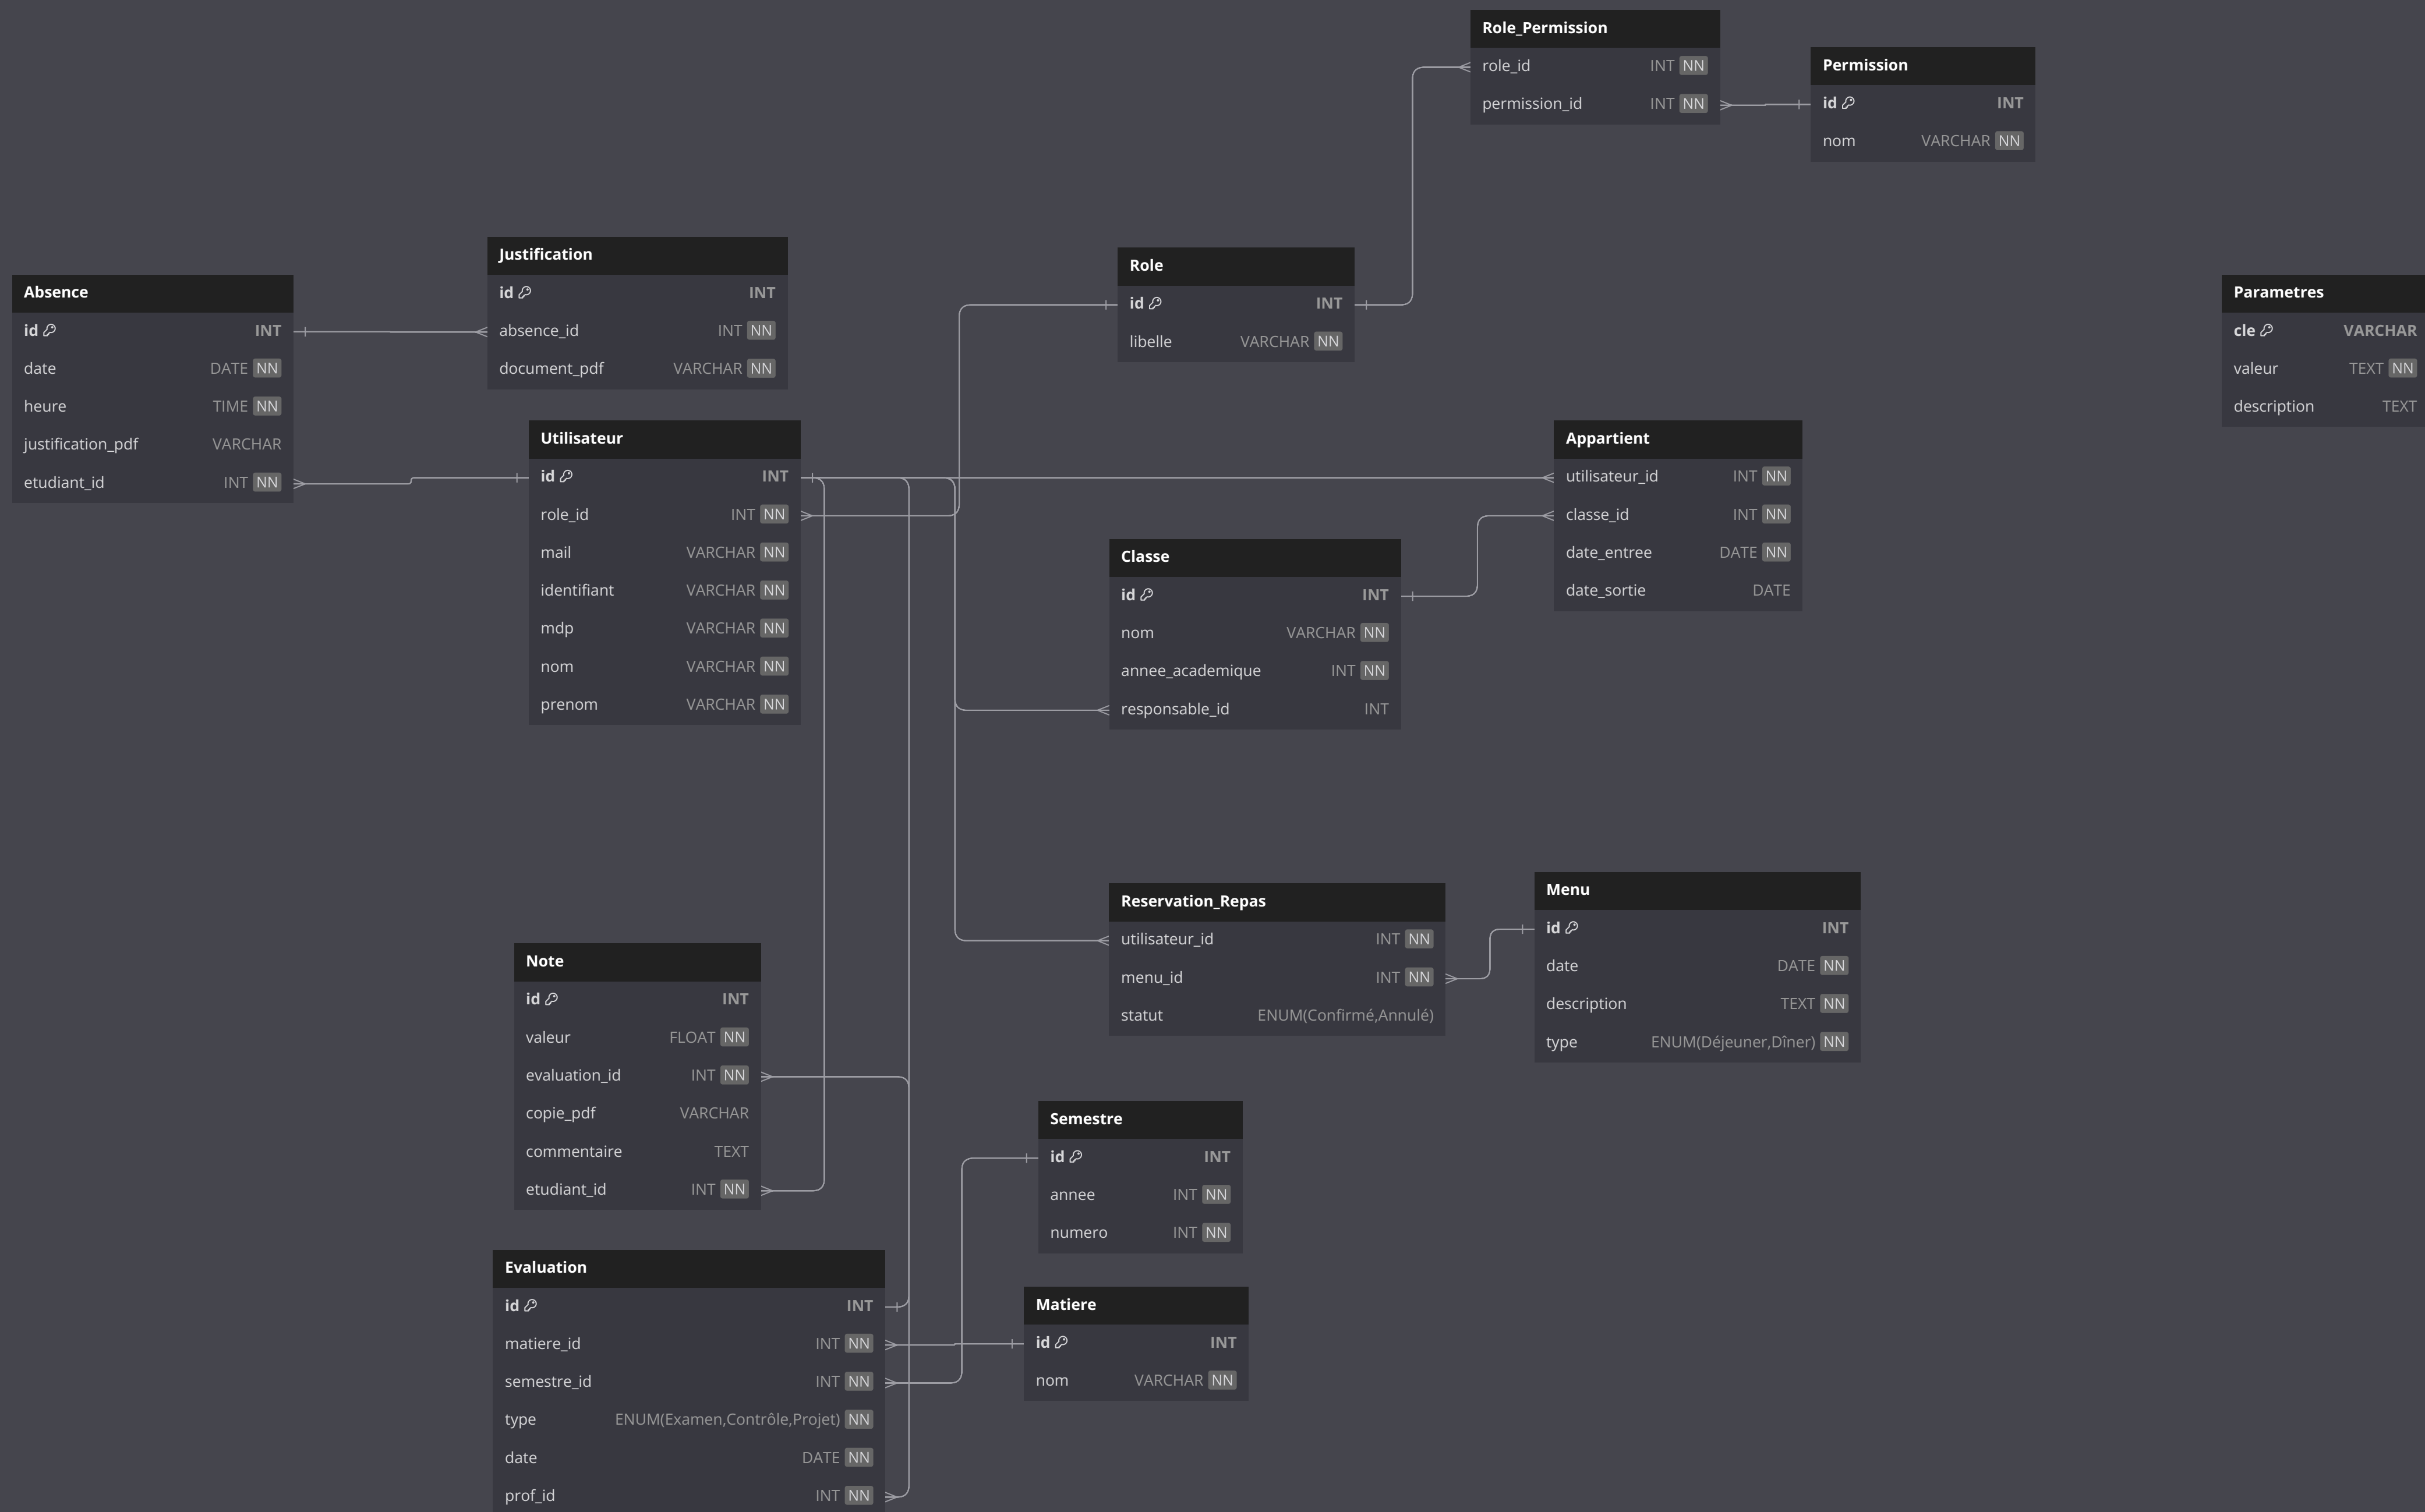 Role_Permission
role_id INT NN
permission_id INT NN
Permission
id INT
nom VARCHAR NN
Justification
id INT
absence_id INT NN
document_pdf VARCHAR NN
Role
id INT
libelle VARCHAR NN
Absence
id INT
date DATE NN
heure TIME NN
justification_pdf VARCHAR
etudiant_id INT NN
Parametres
cle VARCHAR
valeur TEXT NN
description TEXT
Utilisateur
id INT
role_id INT NN
mail VARCHAR NN
identifiant VARCHAR NN
mdp VARCHAR NN
nom VARCHAR NN
prenom VARCHAR NN
Appartient
utilisateur_id INT NN
classe_id INT NN
date_entree DATE NN
date_sortie DATE
Classe
id INT
nom VARCHAR NN
annee_academique INT NN
responsable_id INT
Reservation_Repas
utilisateur_id INT NN
menu_id INT NN
statut ENUM(Confirmé,Annulé)
Menu
id INT
date DATE NN
description TEXT NN
type ENUM(Déjeuner,Dîner) NN
Note
id INT
valeur FLOAT NN
evaluation_id INT NN
copie_pdf VARCHAR
commentaire TEXT
etudiant_id INT NN
Semestre
id INT
annee INT NN
numero INT NN
Evaluation
id INT
matiere_id INT NN
semestre_id INT NN
type ENUM(Examen,Contrôle,Projet) NN
date DATE NN
prof_id INT NN
Matiere
id INT
nom VARCHAR NN